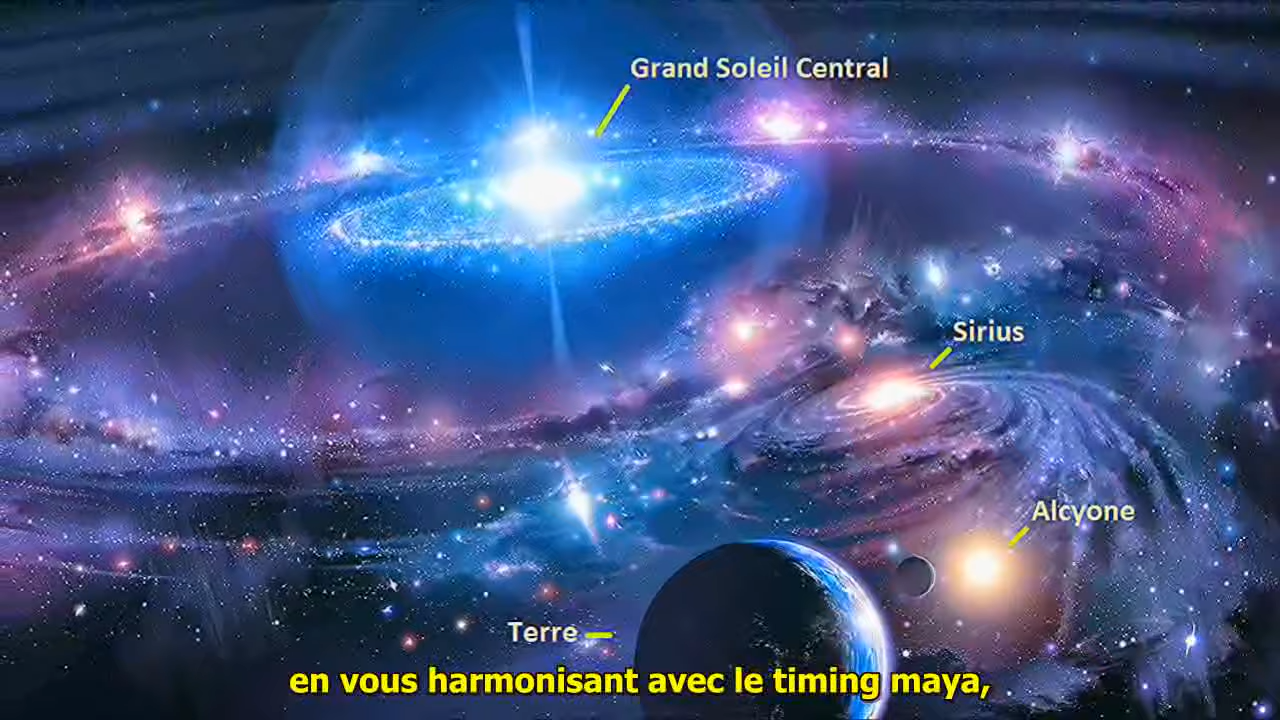 Grand Soleil Central
Sirius
Alcyone
Terre
en vous harmonisant avec le timing maya,